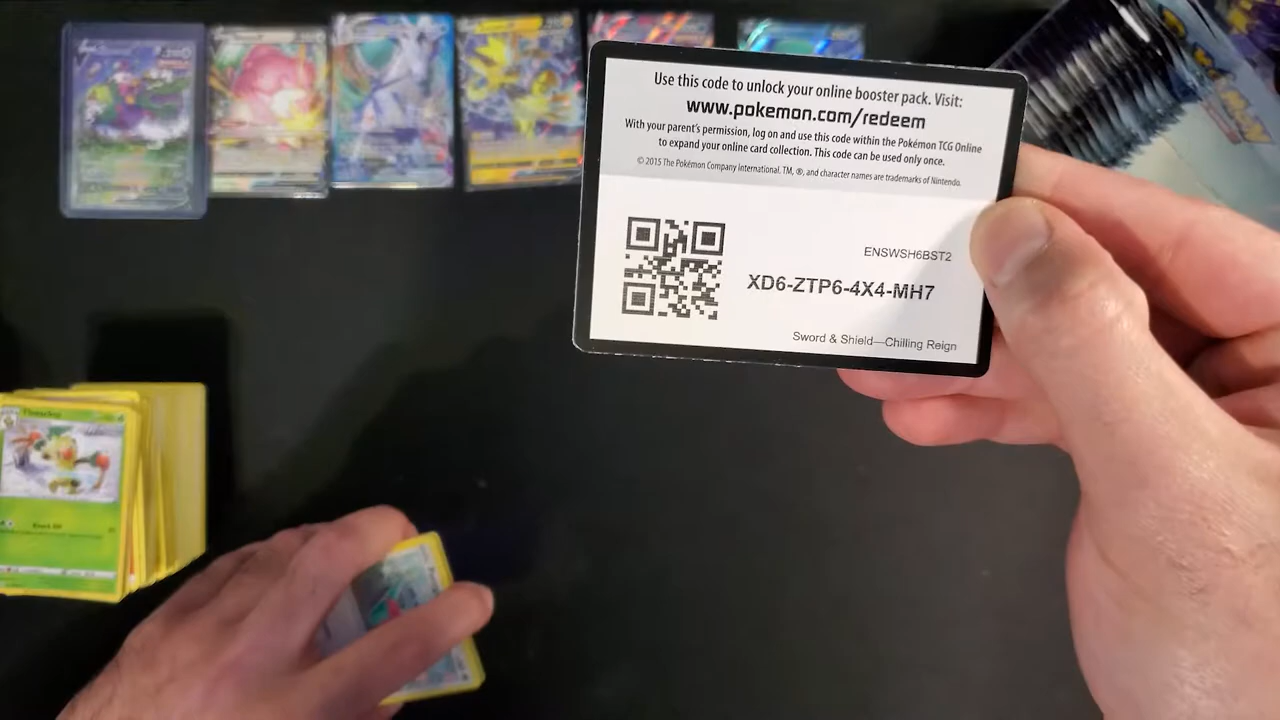 Use this code to unlock your online booster pack. Visit:
www.pokemon.com/redeem
With your parent's permission, log on and use this code within the Pokémon TCG Online
to expand your online card collection. This code can be used only once.
© 2015 The Pokémon Company international. TM, ®, and character names are trademarks of Nintendo.
ENSWSH6BST2
XD6-ZTP6-4X4-MH7
Sword & Shield—Chilling Reign